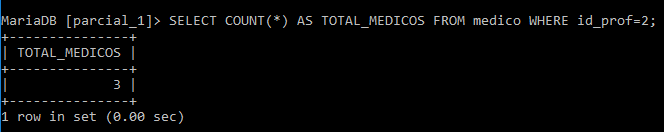 MariaDB [parcial_1]> SELECT COUNT(*) AS TOTAL_MEDICOS FROM medico WHERE id_prof=2;
+---------------+
| TOTAL_MEDICOS |
+---------------+
|             3 |
+---------------+
1 row in set (0.00 sec)